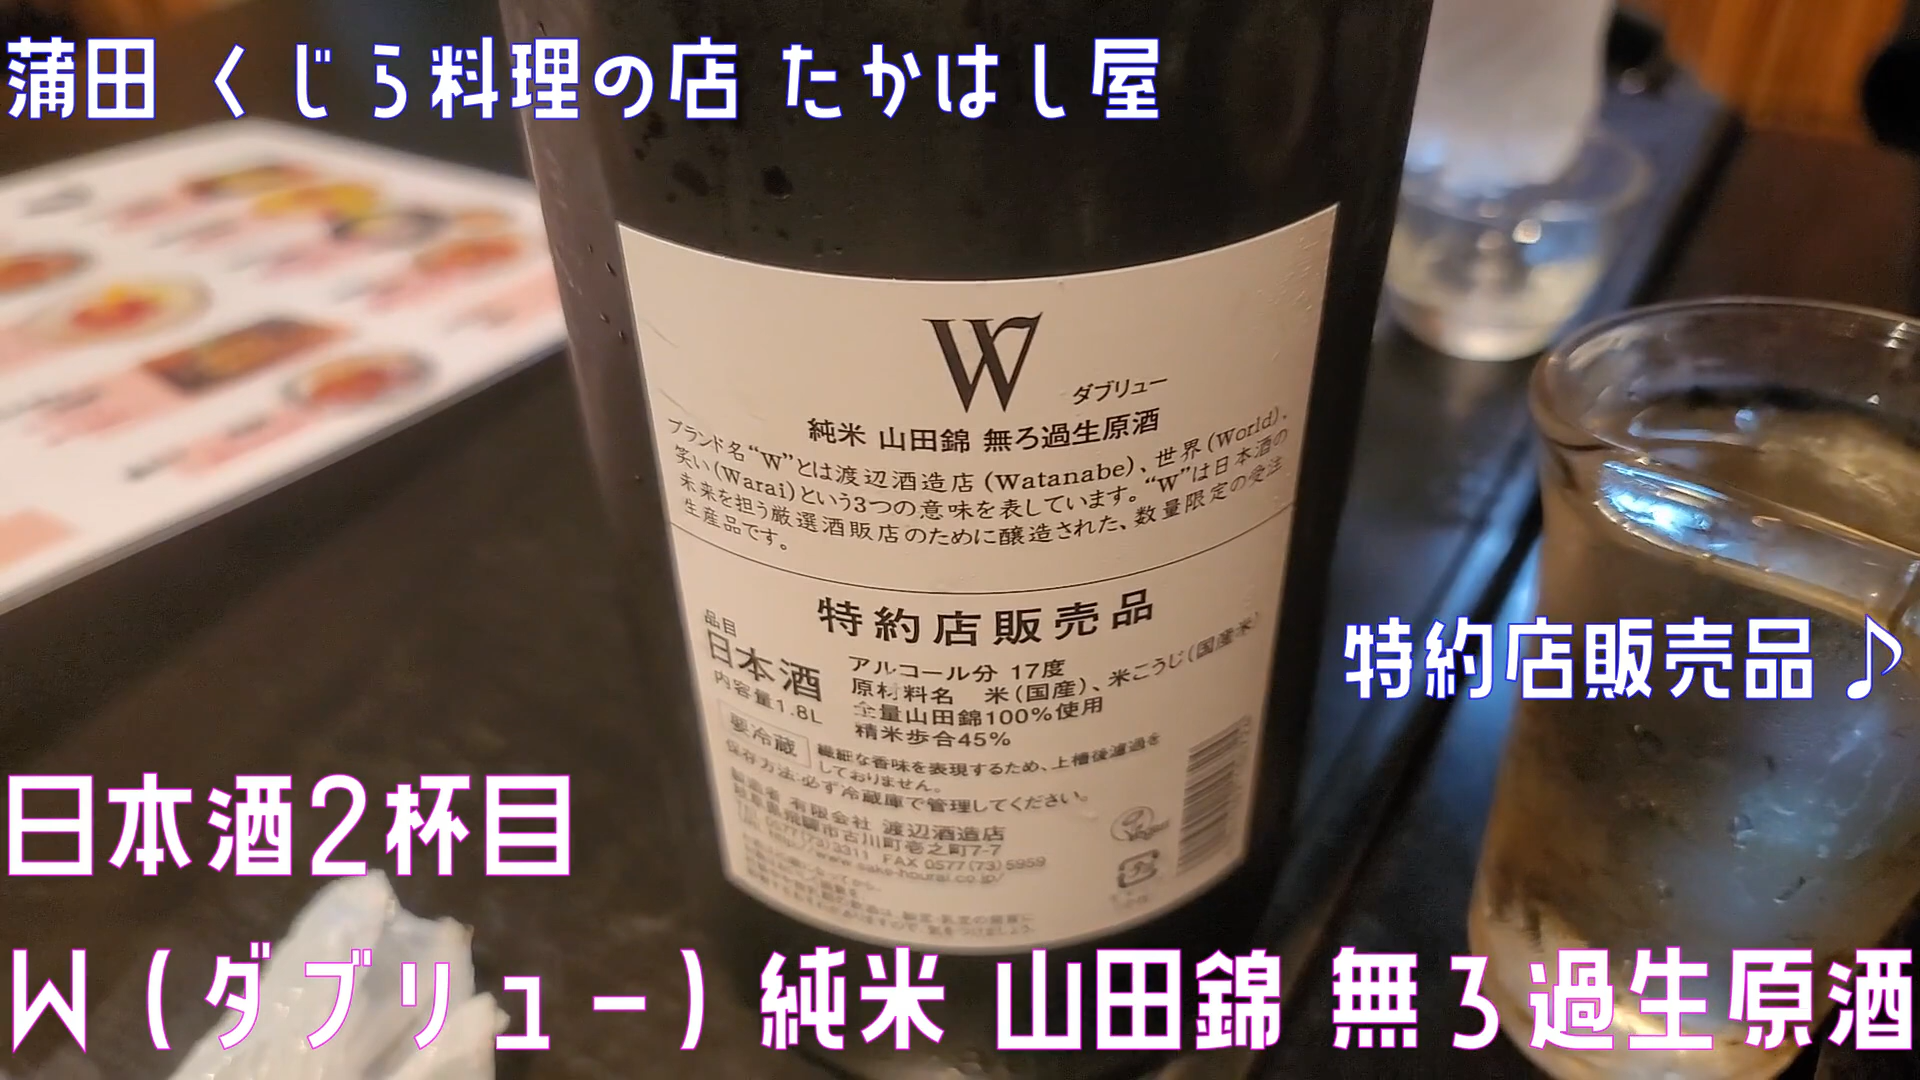 蒲田 くじら料理の店 たかはし屋
W
ダブリュー
純米 山田錦 無ろ過生原酒
ブランド名“W”とは渡辺酒造店(Watanabe)、世界(World)、
笑い(Warai)という3つの意味を表しています。“W”は日本酒の
未来を担う厳選酒販店のために醸造された、数量限定の受注
生産品です。
特約店販売品
品目
日本酒
内容量1.8L
アルコール分 17度
原材料名 米(国産)、米こうじ(国産米)
全量山田錦100%使用
精米歩合45%
要冷蔵
繊細な香味を表現するため、上槽後濾過を
しておりません。
保存方法:必ず冷蔵庫で管理してください。
製造者 有限会社 渡辺酒造店
岐阜県飛騨市古川町壱之町7-7
0577(73)3311 FAX 0577(73)5959
http://www.sake-hourai.co.jp/
特約店販売品♪
日本酒2杯目
W(ダブリュー)純米 山田錦 無ろ過生原酒